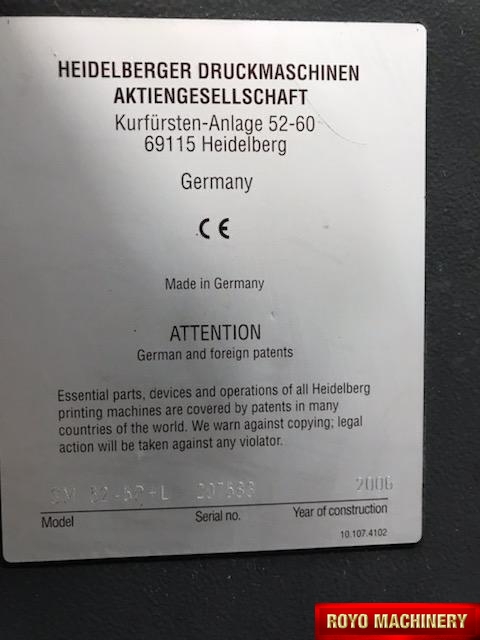 HEIDELBERGER DRUCKMASCHINEN
AKTIENGESELLSCHAFT
Kurfürsten-Anlage 52-60
69115 Heidelberg
Germany
CE
Made in Germany
ATTENTION
German and foreign patents
Essential parts, devices and operations of all Heidelberg
printing machines are covered by patents in many
countries of the world. We warn against copying; legal
action will be taken against any violator.
2006
Model Serial no. Year of construction
10.107.4102
ROYO MACHINERY